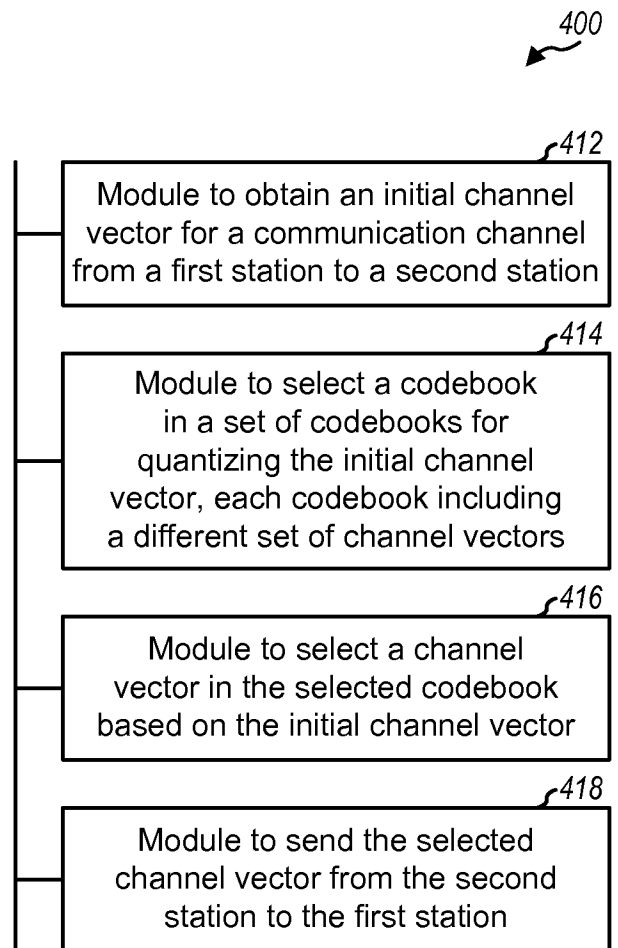 400
412
Module to obtain an initial channel
vector for a communication channel
from a first station to a second station
414
Module to select a codebook
in a set of codebooks for
quantizing the initial channel
vector, each codebook including
a different set of channel vectors
416
Module to select a channel
vector in the selected codebook
based on the initial channel vector
418
Module to send the selected
channel vector from the second
station to the first station